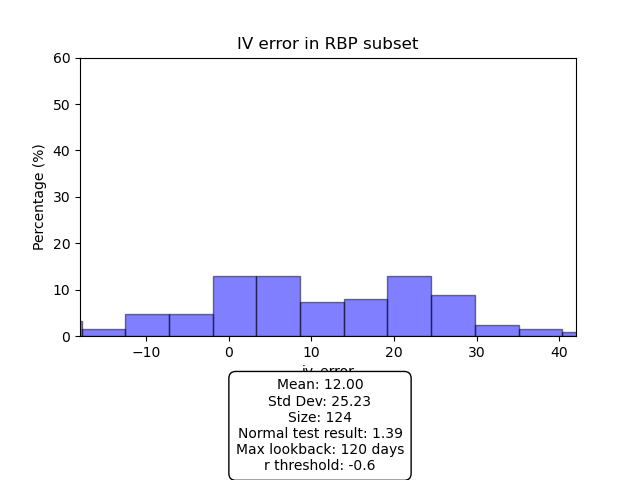 IV error in RBP subset
60
50
40
30
20
10
0
Percentage (%)
−10
0
10
20
30
40
iv_error
Mean: 12.00
Std Dev: 25.23
Size: 124
Normal test result: 1.39
Max lookback: 120 days
r threshold: -0.6